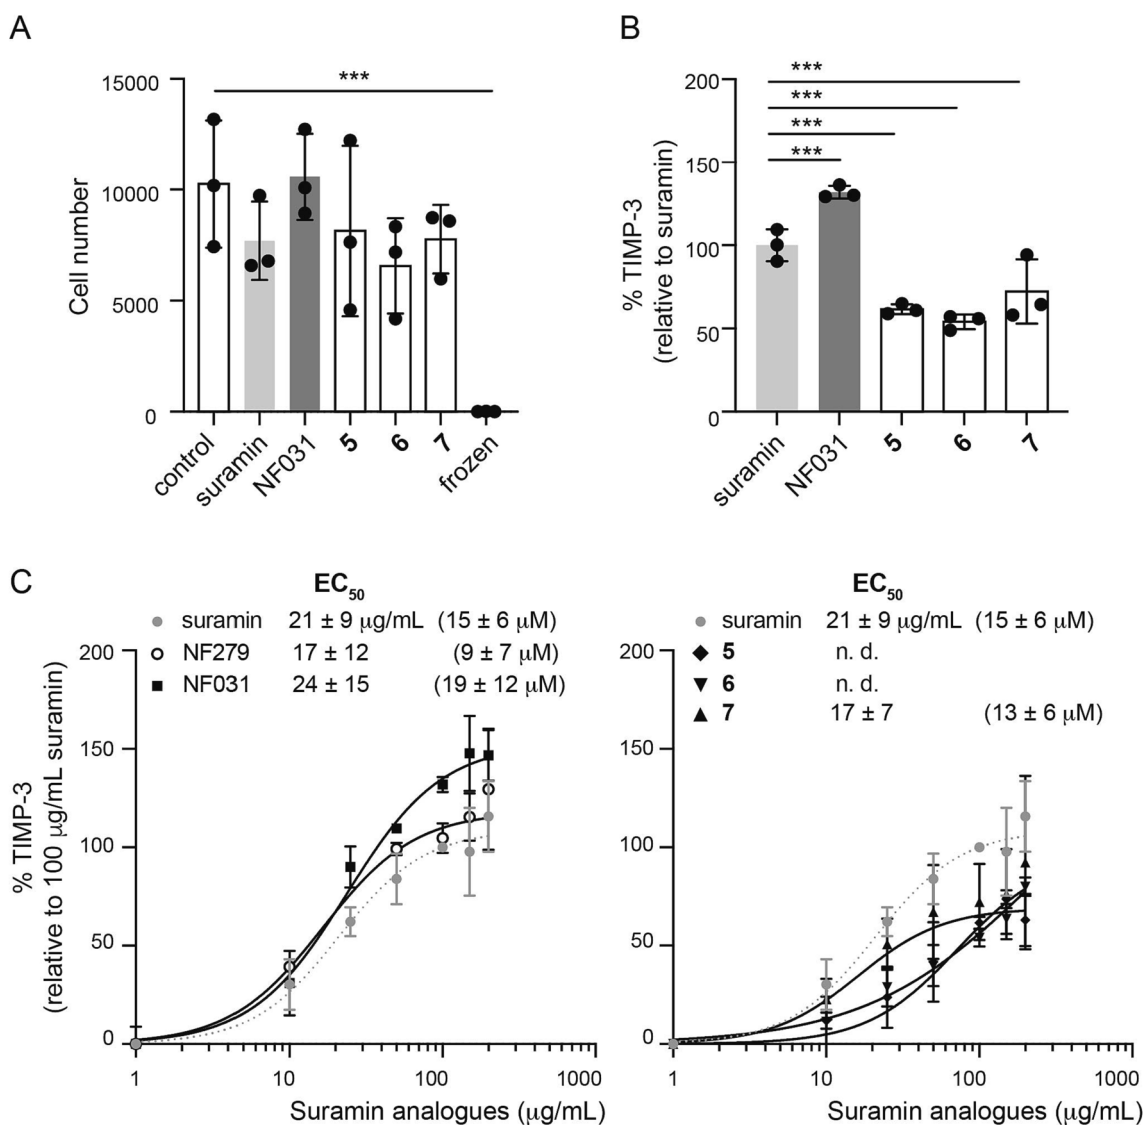 A
15000
10000
5000
0
Cell number
***
control
suramin
NF031
5
6
7
frozen
B
200
150
100
50
0
% TIMP-3
(relative to suramin)
***
***
***
***
suramin
NF031
5
6
7
C
EC50
suramin 21 ± 9 μg/mL (15 ± 6 μM)
NF279 17 ± 12 (9 ± 7 μM)
NF031 24 ± 15 (19 ± 12 μM)
200
150
100
50
0
% TIMP-3
(relative to 100 μg/mL suramin)
1 10 100 1000
Suramin analogues (μg/mL)
EC50
suramin 21 ± 9 μg/mL (15 ± 6 μM)
5 n. d.
6 n. d.
7 17 ± 7 (13 ± 6 μM)
200
150
100
50
0
1 10 100 1000
Suramin analogues (μg/mL)